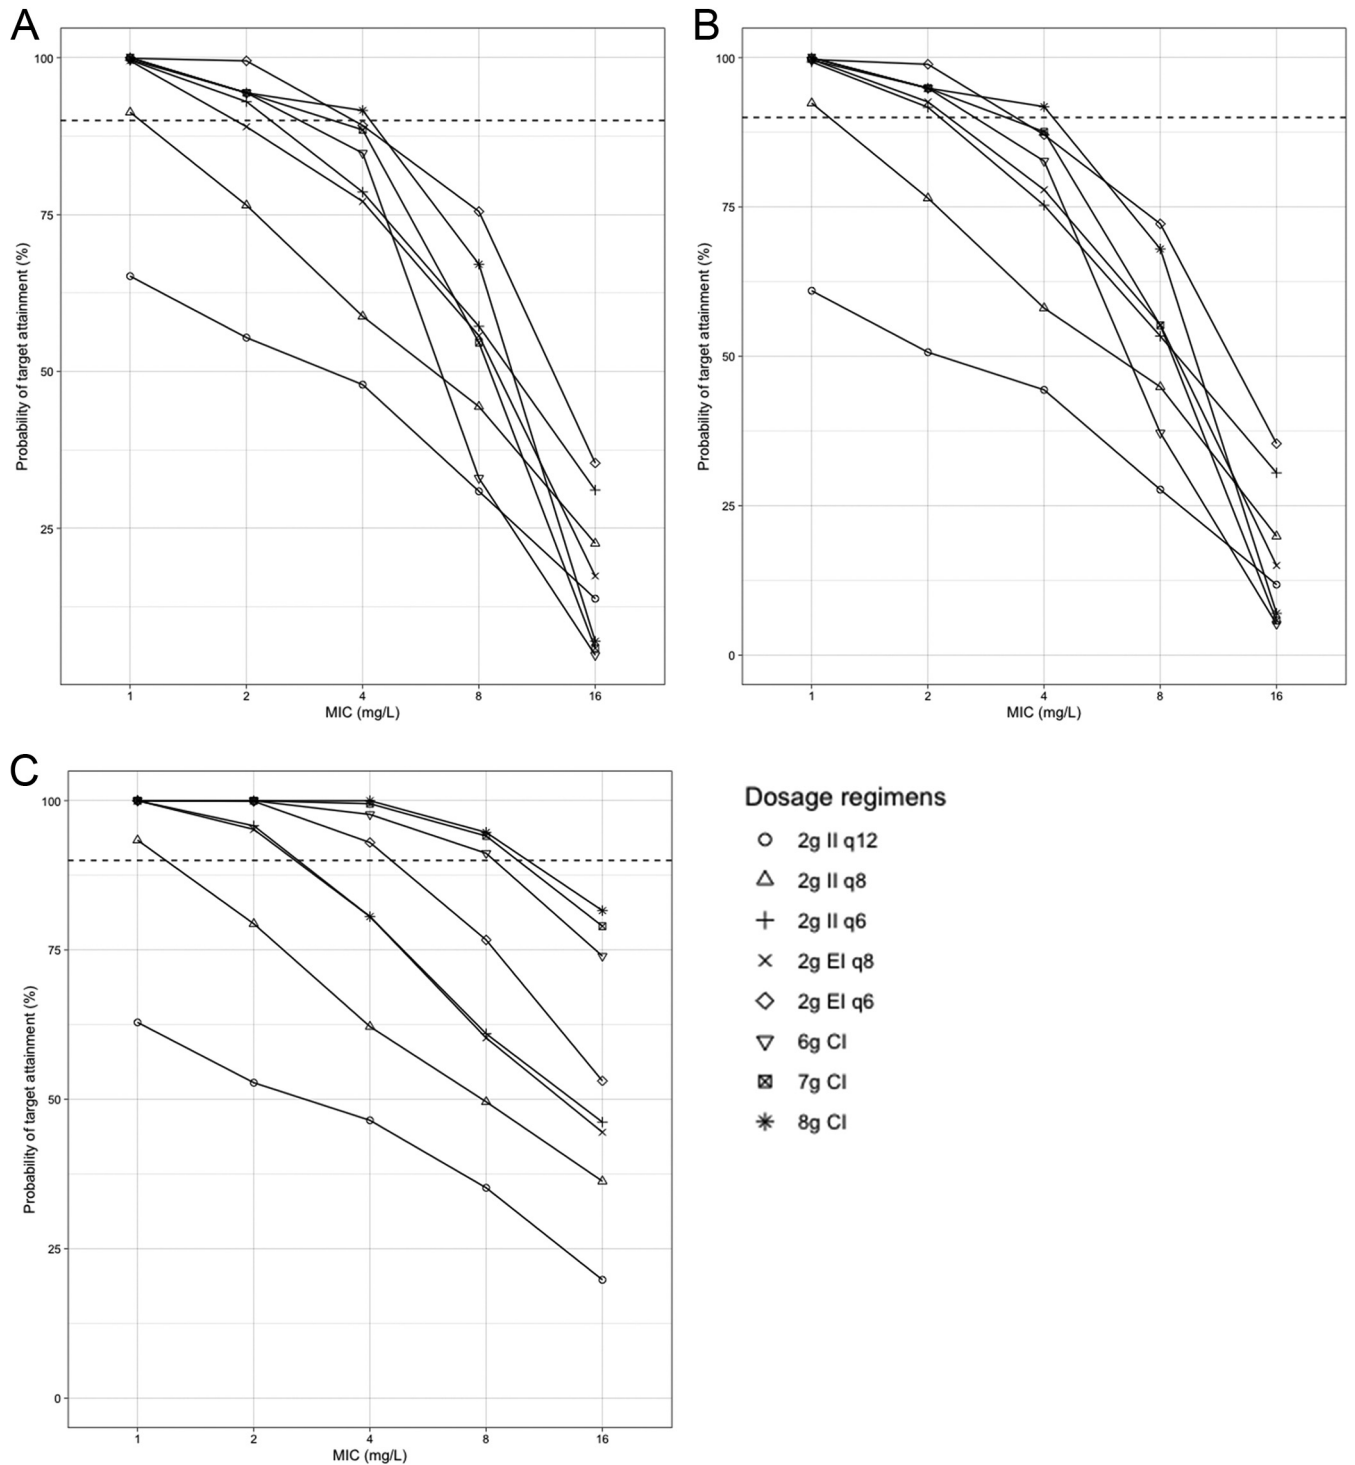 A
100
75
50
25
Probability of target attainment (%)
1 2 4 8 16
MIC (mg/L)
B
100
75
50
25
0
Probability of target attainment (%)
1 2 4 8 16
MIC (mg/L)
C
100
75
50
25
0
Probability of target attainment (%)
1 2 4 8 16
MIC (mg/L)
Dosage regimens
2g II q12
2g II q8
2g II q6
2g EI q8
2g EI q6
6g CI
7g CI
8g CI